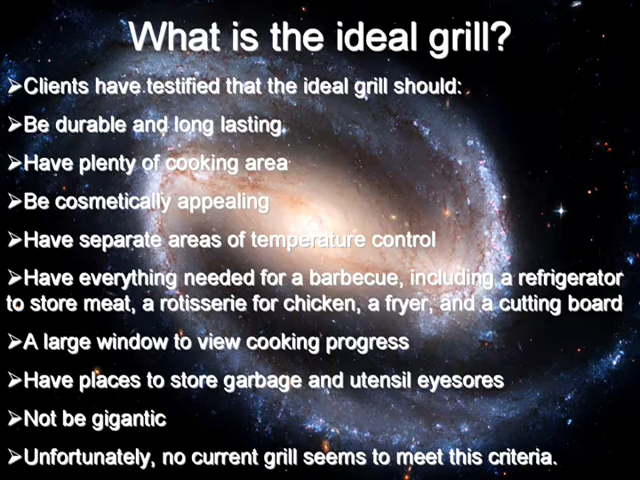 What is the ideal grill?
➢Clients have testified that the ideal grill should:
➢Be durable and long lasting.
➢Have plenty of cooking area
➢Be cosmetically appealing
➢Have separate areas of temperature control
➢Have everything needed for a barbecue, including a refrigerator
to store meat, a rotisserie for chicken, a fryer, and a cutting board
➢A large window to view cooking progress
➢Have places to store garbage and utensil eyesores
➢Not be gigantic
➢Unfortunately, no current grill seems to meet this criteria.